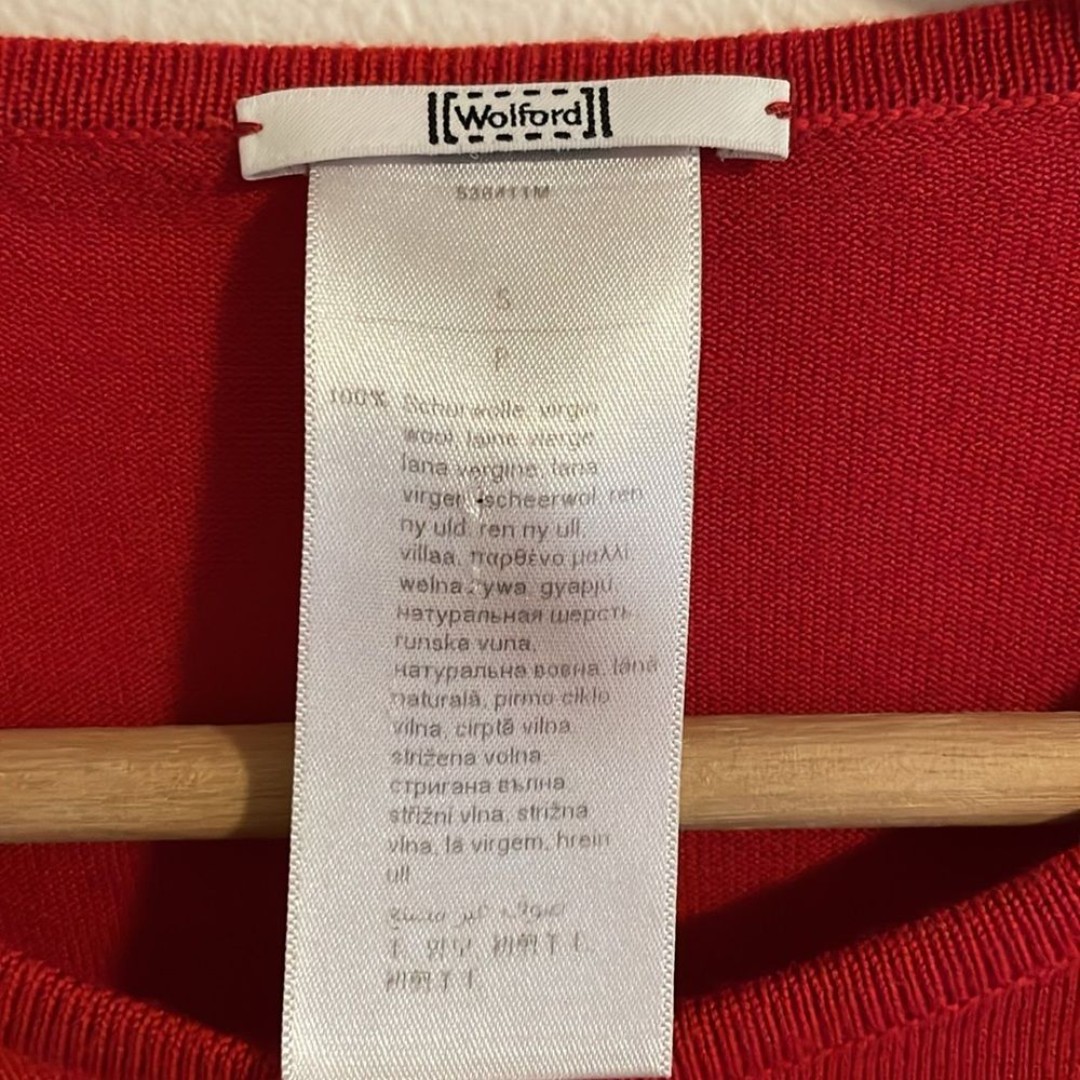 Wolford
S
P
100% Schurwolle, virgin
wool, laine vierge
lana vergine, lana
virgen, scheerwol, ren
ny uld, ren ny ull,
villaa, παρθένο μαλλί,
welna żywa, gyapjú,
натуральная шерсть
runska vuna,
натуральна вовна, lână
naturală, pirmo ciklo
vilna, cirptā vilna
strižena volna,
стригана вълна
střižní vlna, strižná
vlna, lã virgem, hrein
ull